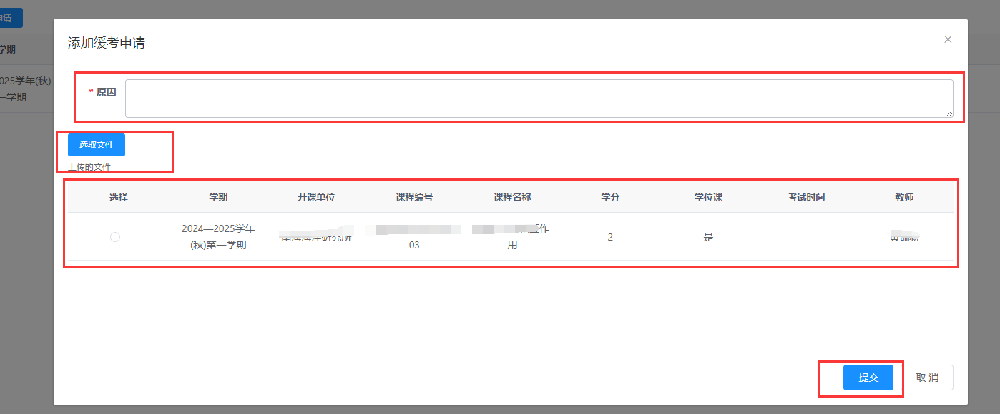 申请
添加缓考申请
学期
* 原因
2025学年(秋)
一学期
选取文件
上传的文件
选择 学期 开课单位 课程编号 课程名称 学分 学位课 考试时间 教师
2024—2025学年 作
(秋)第一学期 03 用 2 是 -
提交 取 消